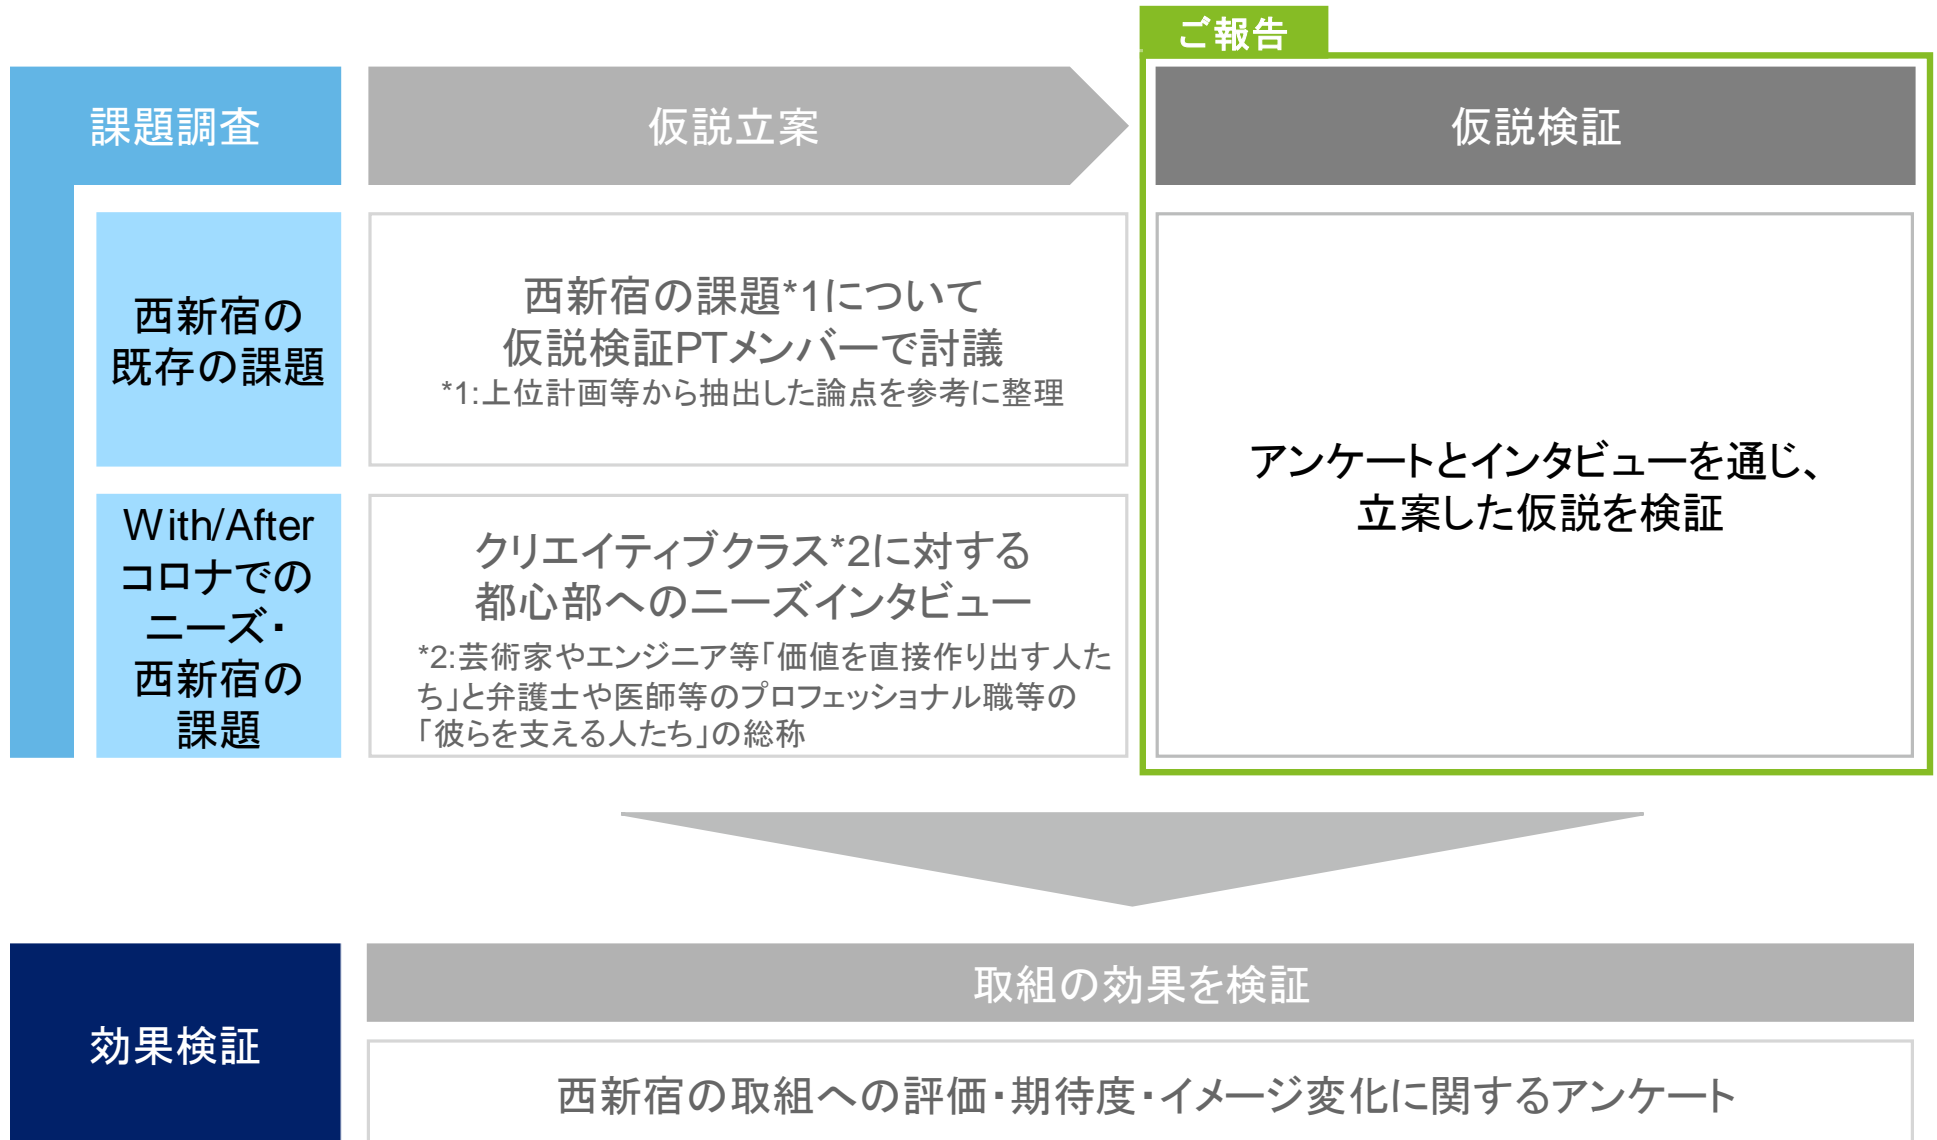 ご報告
課題調査
仮説立案
仮説検証
西新宿の
既存の課題
西新宿の課題*1について
仮説検証PTメンバーで討議
*1:上位計画等から抽出した論点を参考に整理
アンケートとインタビューを通じ、
立案した仮説を検証
With/After
コロナでの
ニーズ・
西新宿の
課題
クリエイティブクラス*2に対する
都心部へのニーズインタビュー
*2:芸術家やエンジニア等「価値を直接作り出す人た
ち」と弁護士や医師等のプロフェッショナル職等の
「彼らを支える人たち」の総称
効果検証
取組の効果を検証
西新宿の取組への評価・期待度・イメージ変化に関するアンケート